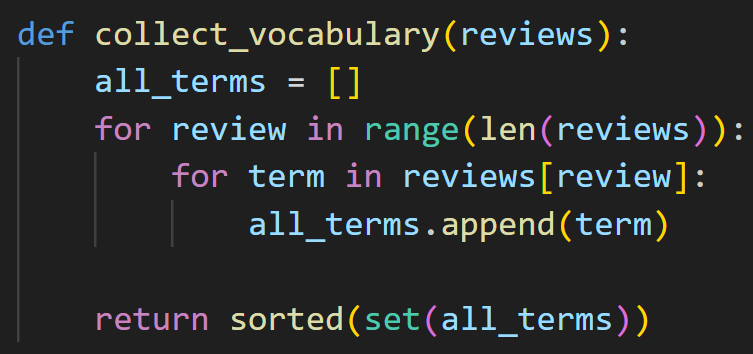 def collect_vocabulary(reviews):
    all_terms = []
    for review in range(len(reviews)):
        for term in reviews[review]:
            all_terms.append(term)

    return sorted(set(all_terms))